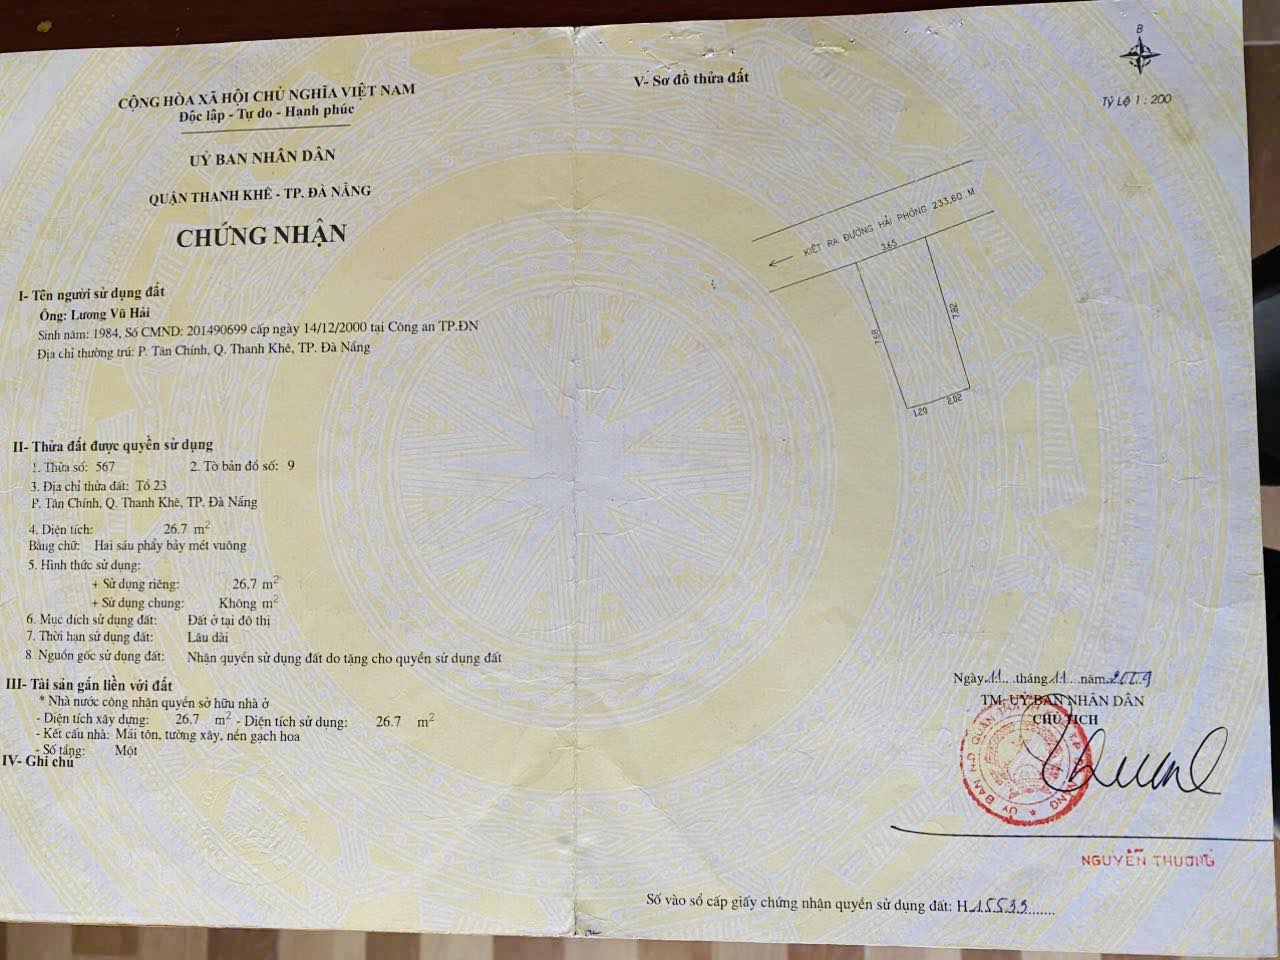 CỘNG HÒA XÃ HỘI CHỦ NGHĨA VIỆT NAM
Độc lập - Tự do - Hạnh phúc
UỶ BAN NHÂN DÂN
QUẬN THANH KHÊ - TP. ĐÀ NẴNG
CHỨNG NHẬN
I- Tên người sử dụng đất
Ông: Lương Vũ Hải
Sinh năm: 1984, Số CMND: 201490699 cấp ngày 14/12/2000 tại Công an TP.ĐN
Địa chỉ thường trú: P. Tân Chính, Q. Thanh Khê, TP. Đà Nẵng
II- Thửa đất được quyền sử dụng
1. Thửa số: 567 2. Tờ bản đồ số: 9
3. Địa chỉ thửa đất: Tổ 23
P. Tân Chính, Q. Thanh Khê, TP. Đà Nẵng
4. Diện tích: 26.7 m2
Bằng chữ: Hai sáu phẩy bảy mét vuông
5. Hình thức sử dụng:
+ Sử dụng riêng: 26.7 m2
+ Sử dụng chung: Không m2
6. Mục đích sử dụng đất: Đất ở tại đô thị
7. Thời hạn sử dụng đất: Lâu dài
8 Nguồn gốc sử dụng đất: Nhận quyền sử dụng đất do tặng cho quyền sử dụng đất
III- Tài sản gắn liền với đất
* Nhà nước công nhận quyền sở hữu nhà ở
- Diện tích xây dựng: 26.7 m2 - Diện tích sử dụng: 26.7 m2
- Kết cấu nhà: Mái tôn, tường xây, nền gạch hoa
- Số tầng: Một
IV- Ghi chú
V- Sơ đồ thửa đất
B
Tỷ Lệ 1 : 200
KIỆT RA ĐƯỜNG HẢI PHÒNG 233,60 M
3.65
7.68
7.82
1.20
2.02
Ngày 11 tháng 11 năm 2009
TM. UỶ BAN NHÂN DÂN
CHỦ TỊCH
NGUYỄN THƯƠNG
Số vào sổ cấp giấy chứng nhận quyền sử dụng đất: H 15533